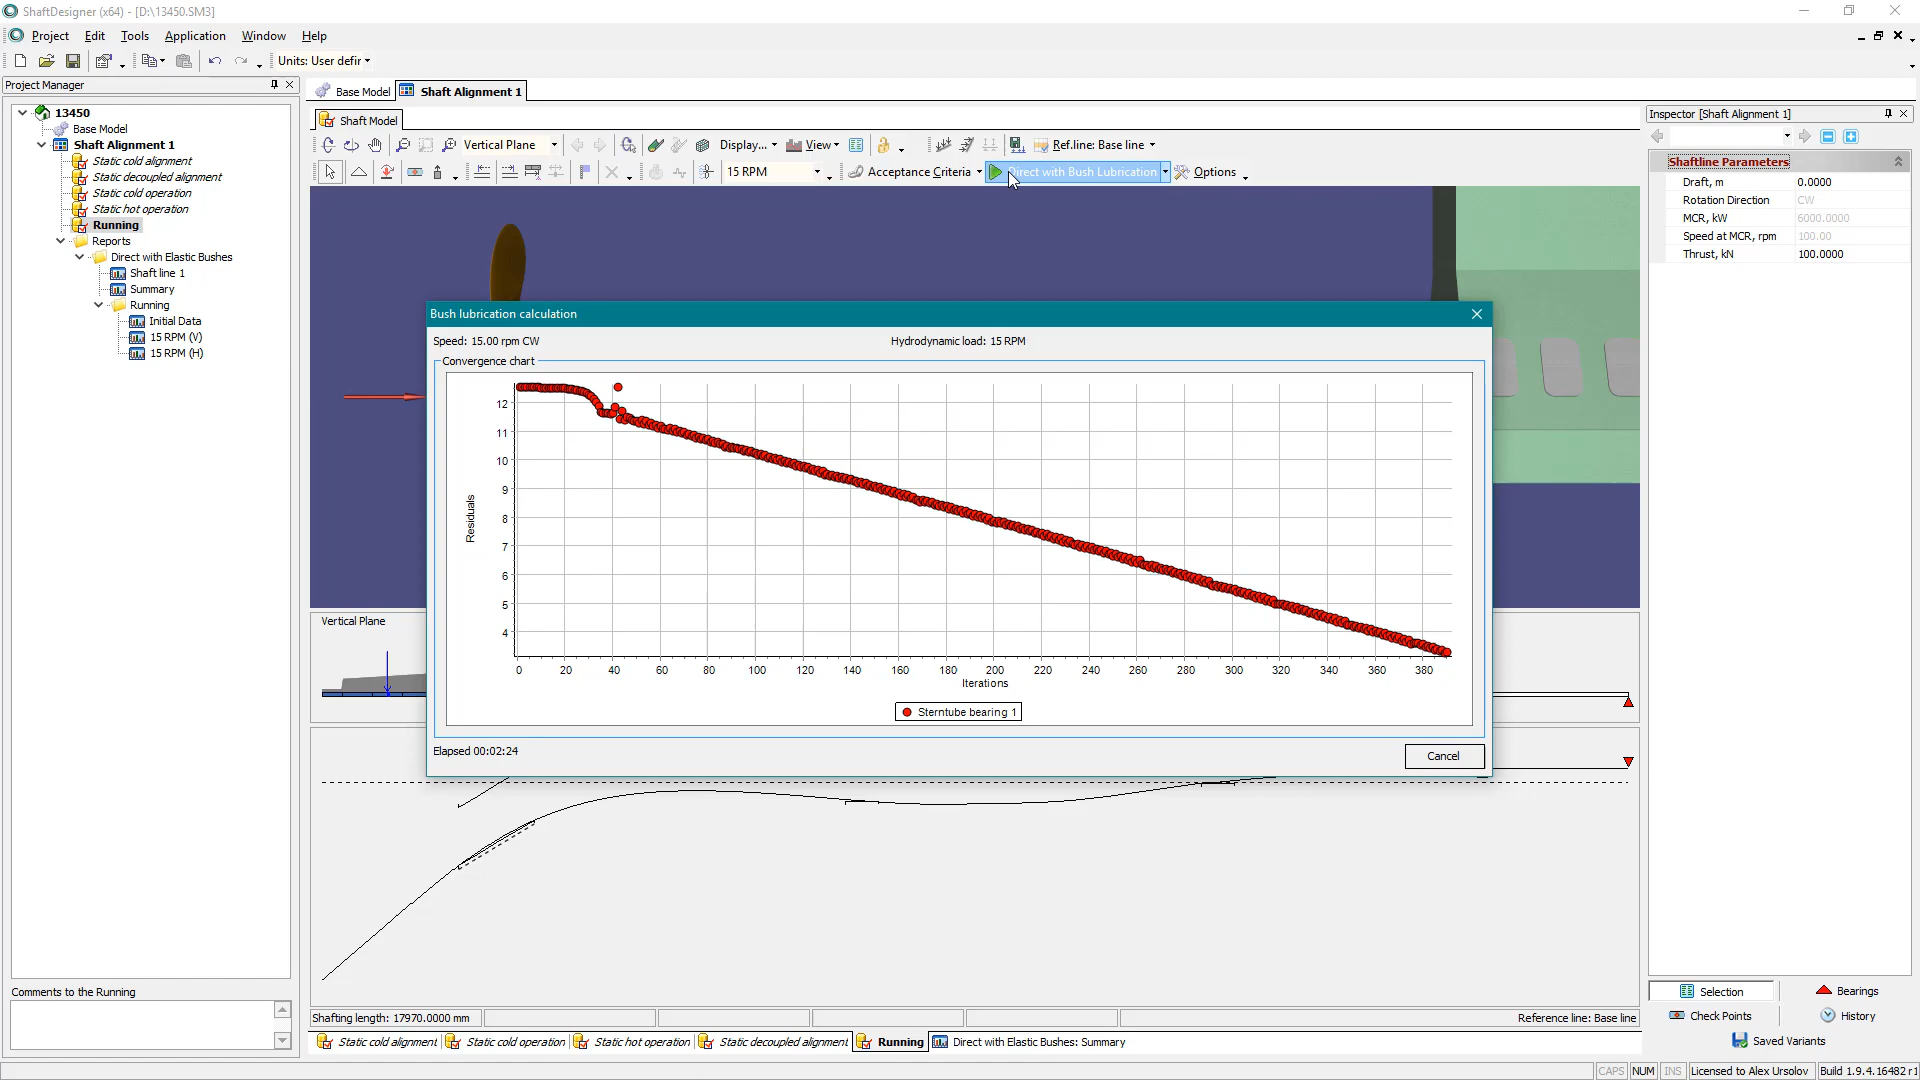 ShaftDesigner (x64) - [D:\13450.SM3]
Project Edit Tools Application Window Help
Units: User defir
Project Manager
13450
Base Model
Shaft Alignment 1
Static cold alignment
Static decoupled alignment
Static cold operation
Static hot operation
Running
Reports
Direct with Elastic Bushes
Shaft line 1
Summary
Running
Initial Data
15 RPM (V)
15 RPM (H)
Comments to the Running
Base Model Shaft Alignment 1
Shaft Model
Vertical Plane Display... View Ref.line: Base line
15 RPM Acceptance Criteria Direct with Bush Lubrication Options
Bush lubrication calculation
Speed: 15.00 rpm CW Hydrodynamic load: 15 RPM
Convergence chart
12
11
10
9
8
7
6
5
4
Residuals
0 20 40 60 80 100 120 140 160 180 200 220 240 260 280 300 320 340 360 380
Iterations
Sterntube bearing 1
Elapsed 00:02:24
Cancel
Vertical Plane
Shafting length: 17970.0000 mm Reference line: Base line
Static cold alignment Static cold operation Static hot operation Static decoupled alignment Running Direct with Elastic Bushes: Summary
Inspector [Shaft Alignment 1]
Shaftline Parameters
Draft, m 0.0000
Rotation Direction CW
MCR, kW 6000.0000
Speed at MCR, rpm 100.00
Thrust, kN 100.0000
Selection Bearings
Check Points History
Saved Variants
CAPS NUM INS Licensed to Alex Ursolov Build 1.9.4.16482 r1